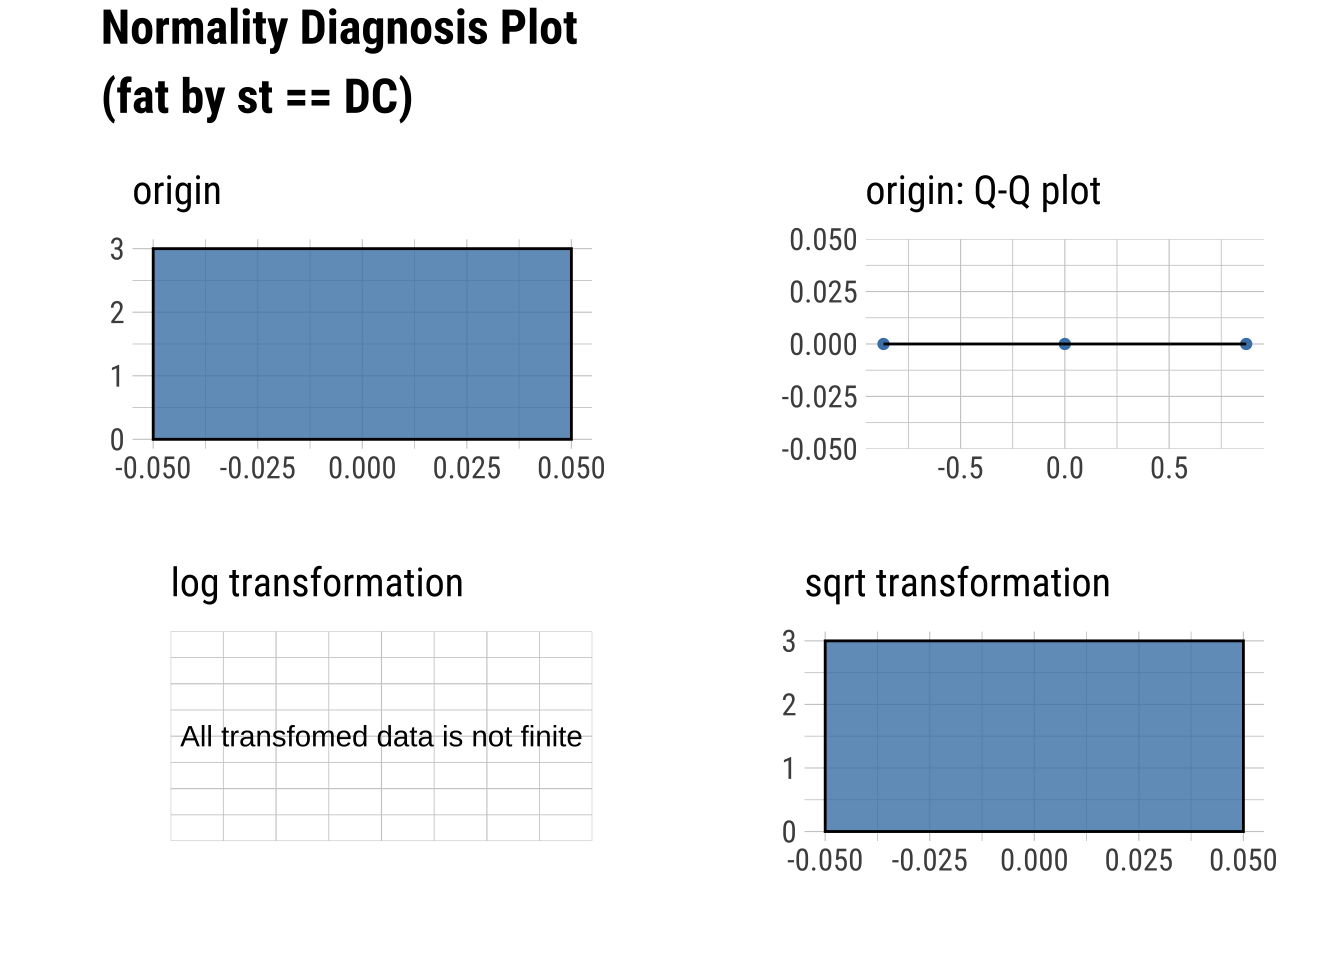 Normality Diagnosis Plot
(fat by st == DC)
origin
3
2
1
0
-0.050 -0.025 0.000 0.025 0.050
origin: Q-Q plot
0.050
0.025
0.000
-0.025
-0.050
-0.5 0.0 0.5
log transformation
All transfomed data is not finite
sqrt transformation
3
2
1
0
-0.050 -0.025 0.000 0.025 0.050